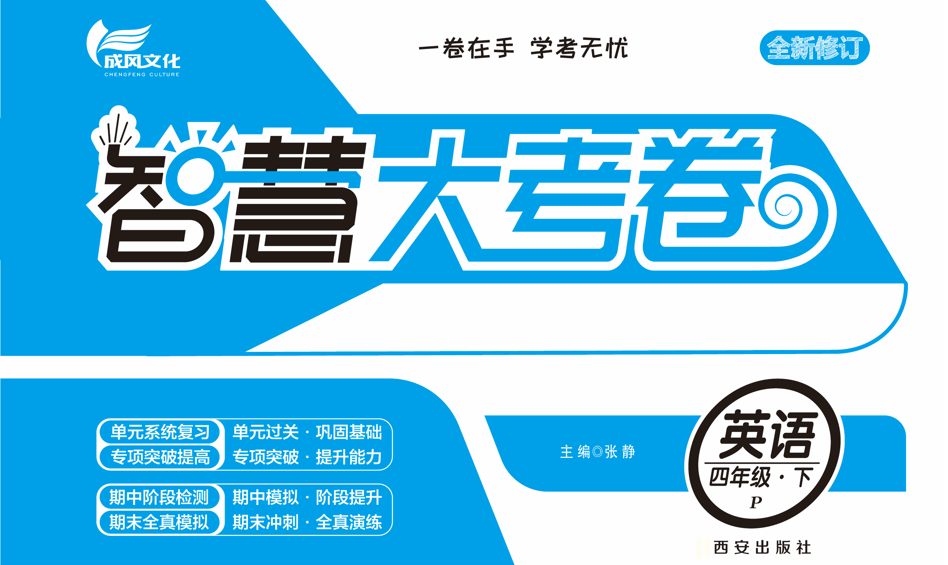 成风文化
CHENGFENG CULTURE
一卷在手 学考无忧
全新修订
智慧大考卷
单元系统复习 单元过关·巩固基础
专项突破提高 专项突破·提升能力
期中阶段检测 期中模拟·阶段提升
期末全真模拟 期末冲刺·全真演练
主编◎张静
英语
四年级·下
P
西安出版社